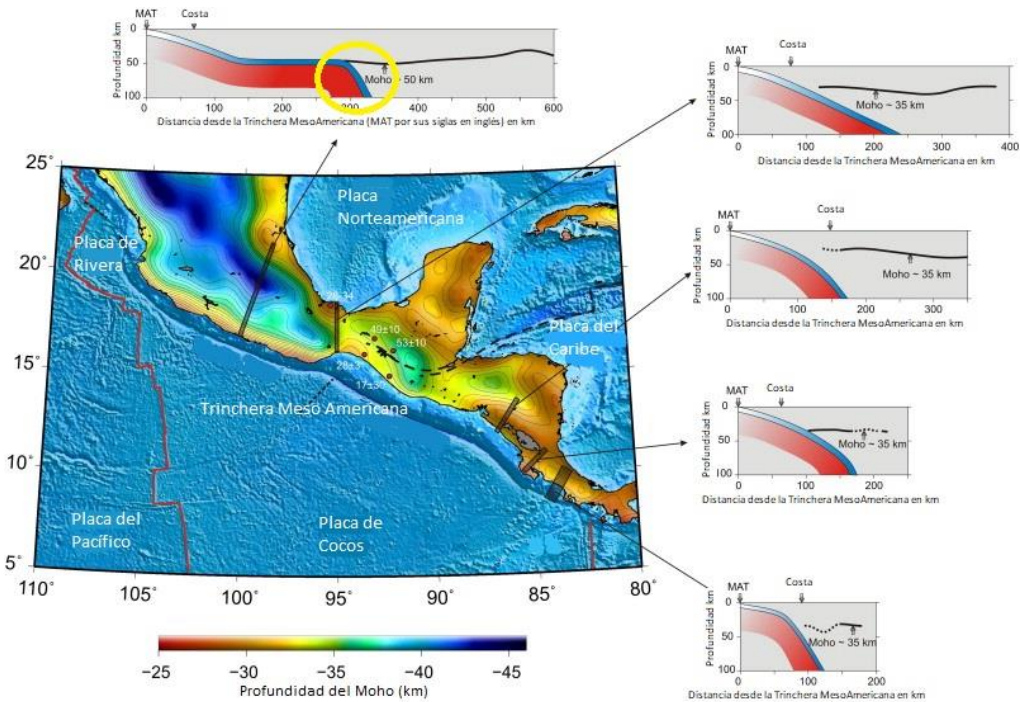 MAT
Costa
Profundidad km
0
50
100
Moho ~ 50 km
0
100
200
300
400
500
600
Distancia desde la Trinchera MesoAmericana (MAT por sus siglas en inglés) en km
MAT
Costa
Profundidad km
0
50
00
Moho ~ 35 km
0
100
200
300
400
Distancia desde la Trinchera MesoAmericana en km
MAT
Costa
Profundidad km
0
50
100
Moho ~ 35 km
0
100
200
300
Distancia desde la Trinchera MesoAmericana en km
MAT
Costa
Profundidad km
0
50
100
Moho ~ 35 km
0
100
200
Distancia desde la Trinchera MesoAmericana en km
MAT
Costa
Profundidad km
0
50
100
Moho ~ 35 km
0
100
200
Distancia desde la Trinchera MesoAmericana en km
25˚
20˚
15˚
10˚
5˚
110˚
105˚
100˚
95˚
90˚
85˚
80˚
Placa
Norteamericana
Placa de
Rivera
Placa del
Caribe
49±10
53±10
Trinchera Meso Americana
Placa del
Pacífico
Placa de
Cocos
−25
−30
−35
−40
−45
Profundidad del Moho (km)